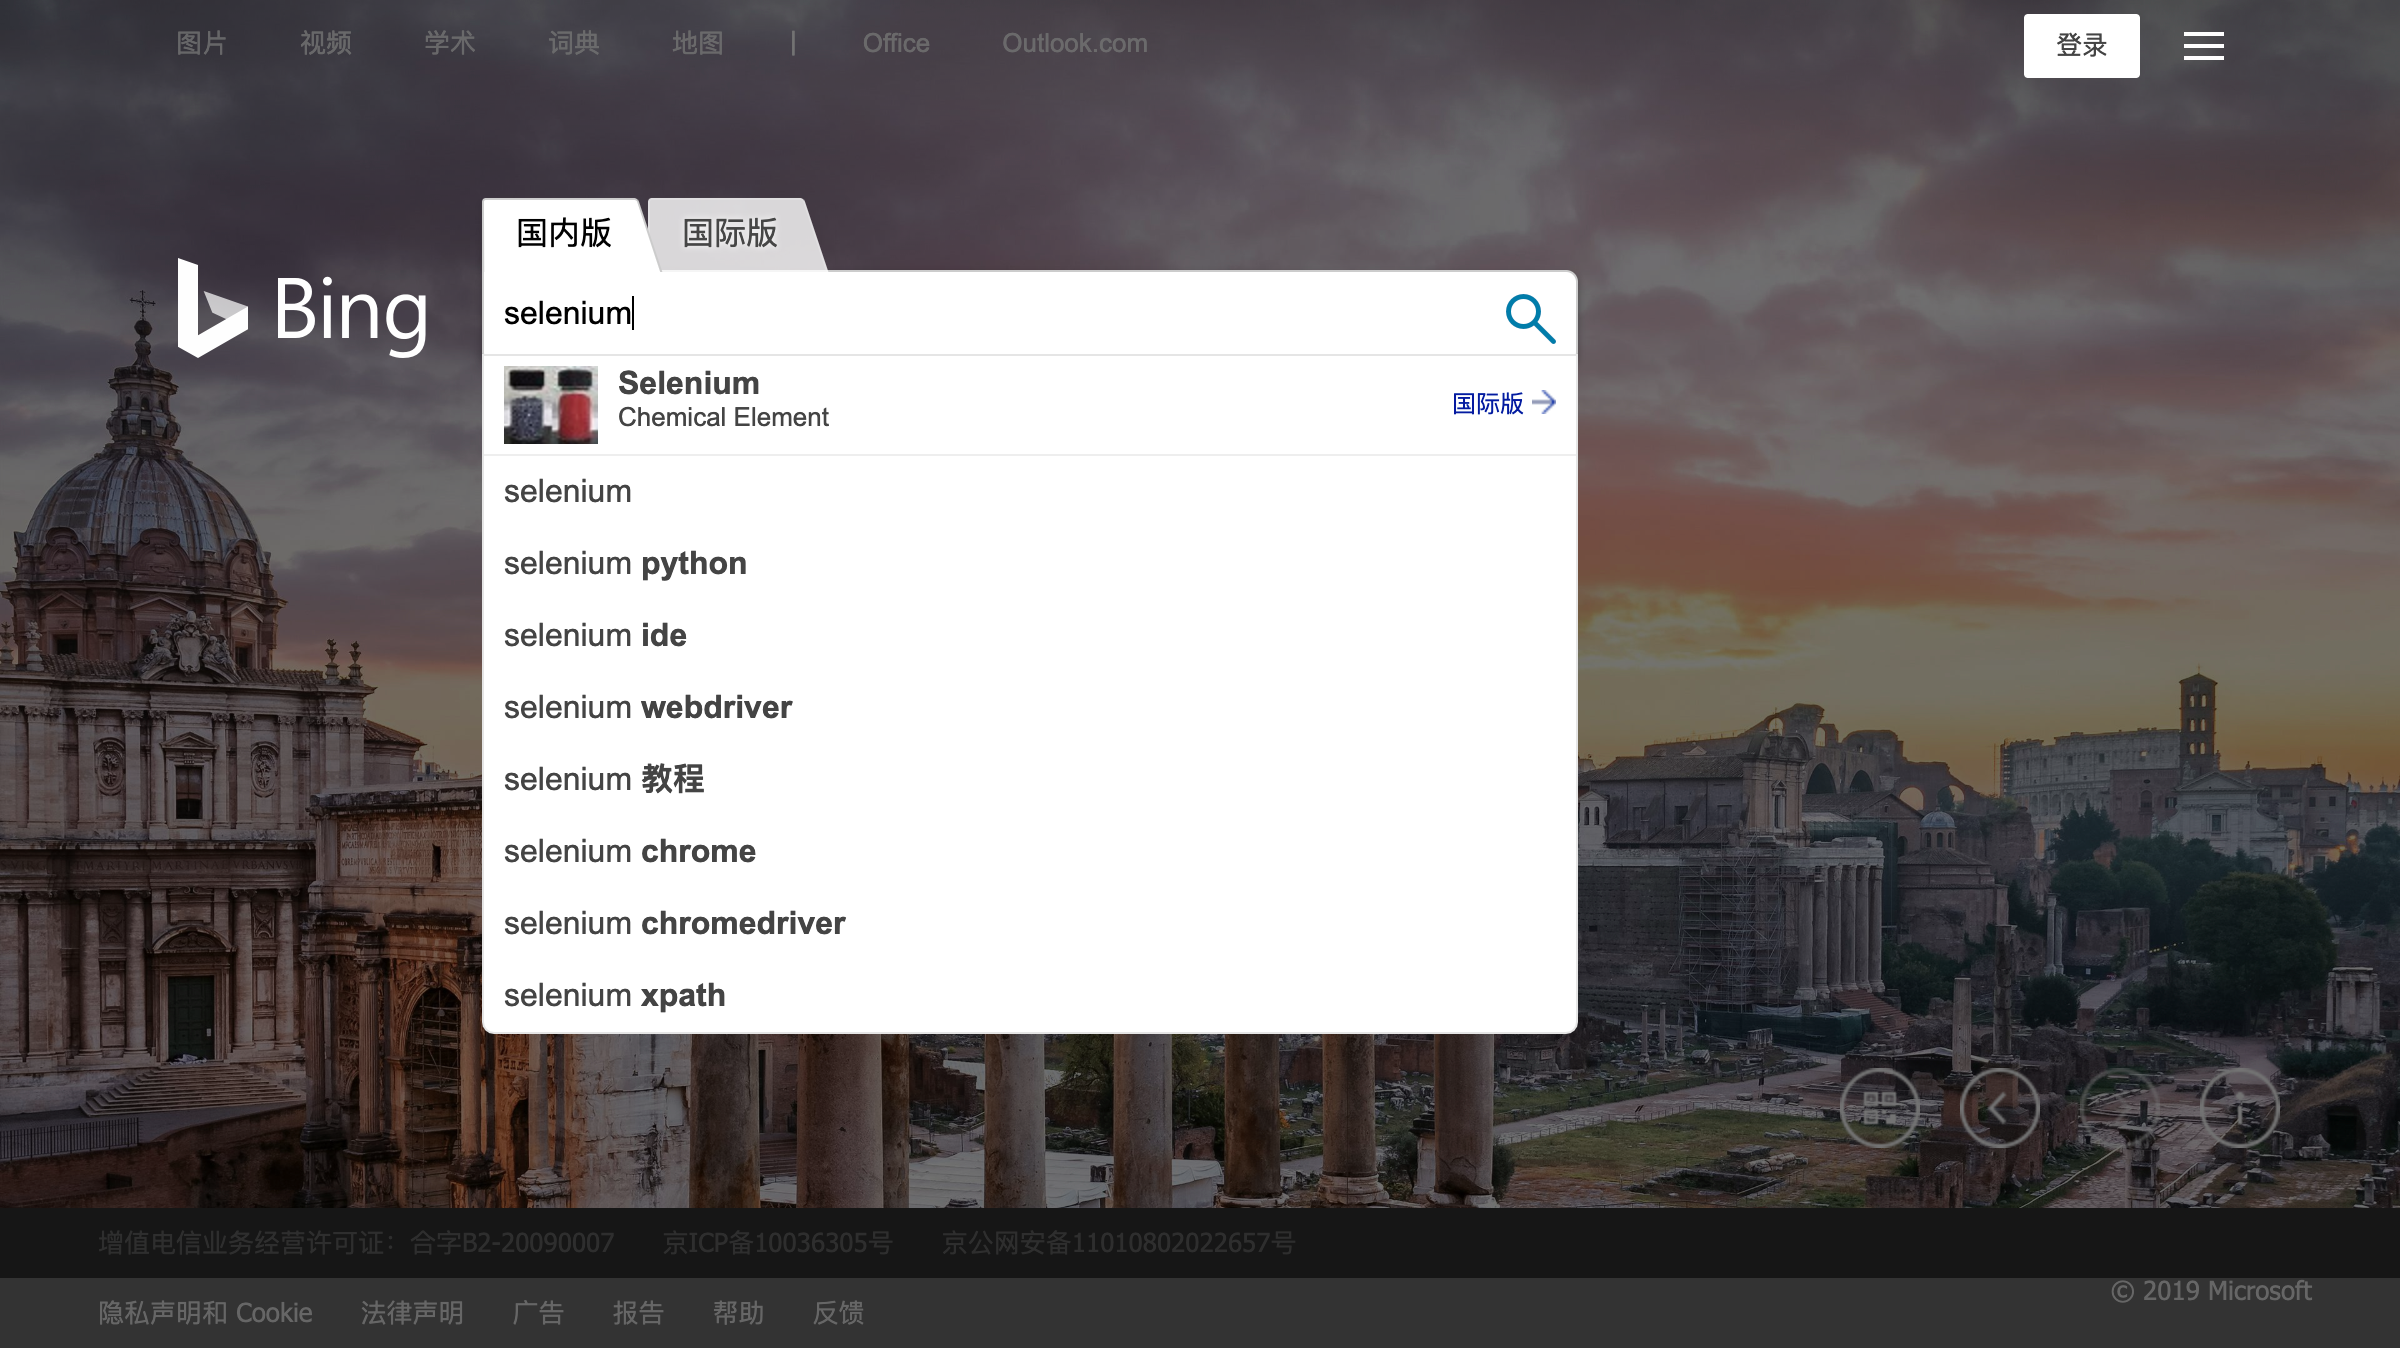 图片 视频 学术 词典 地图 | Office Outlook.com 登录
国内版 国际版
Bing
selenium
Selenium
Chemical Element
国际版
selenium
selenium python
selenium ide
selenium webdriver
selenium 教程
selenium chrome
selenium chromedriver
selenium xpath
增值电信业务经营许可证：合字B2-20090007 京ICP备10036305号 京公网安备11010802022657号
© 2019 Microsoft
隐私声明和 Cookie 法律声明 广告 报告 帮助 反馈